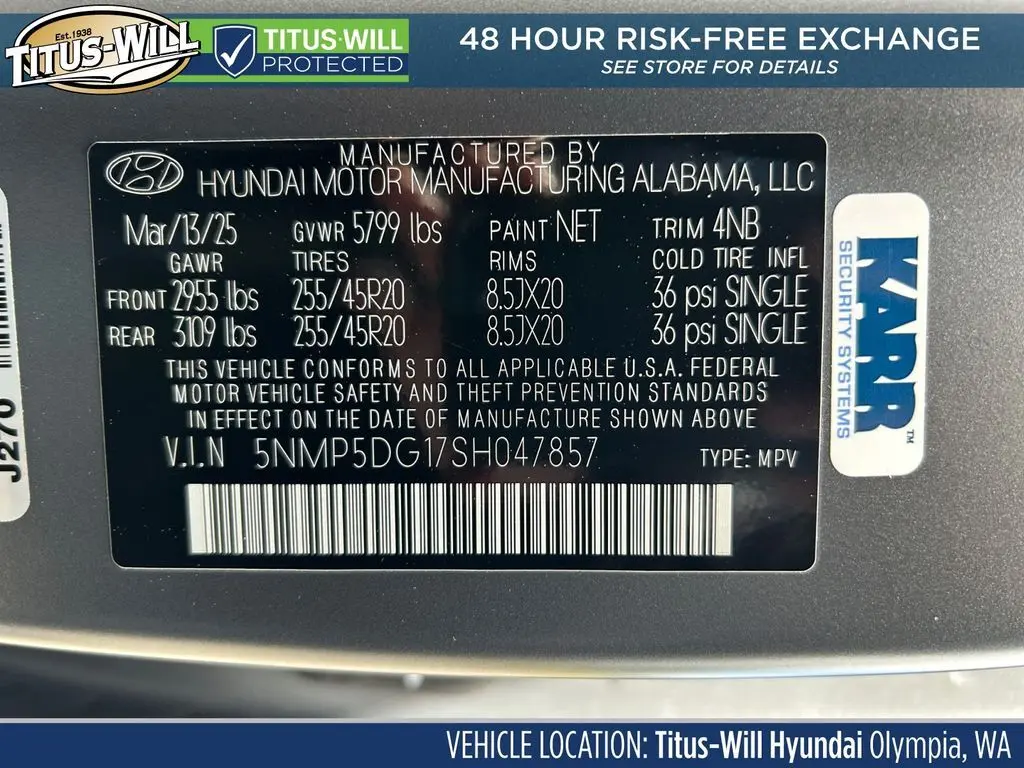 Est. 1938
TITUS-WILL
TITUS-WILL
PROTECTED
48 HOUR RISK-FREE EXCHANGE
SEE STORE FOR DETAILS
MANUFACTURED BY
HYUNDAI MOTOR MANUFACTURING ALABAMA, LLC
Mar/13/25 GVWR 5799 lbs PAINT NET TRIM 4NB
GAWR TIRES RIMS COLD TIRE INFL
FRONT 2955 lbs 255/45R20 8.5JX20 36 psi SINGLE
REAR 3109 lbs 255/45R20 8.5JX20 36 psi SINGLE
THIS VEHICLE CONFORMS TO ALL APPLICABLE U.S.A. FEDERAL
MOTOR VEHICLE SAFETY AND THEFT PREVENTION STANDARDS
IN EFFECT ON THE DATE OF MANUFACTURE SHOWN ABOVE
V.I.N 5NMP5DG17SH047857 TYPE: MPV
KARR™
SECURITY SYSTEMS
J270
VEHICLE LOCATION: Titus-Will Hyundai Olympia, WA